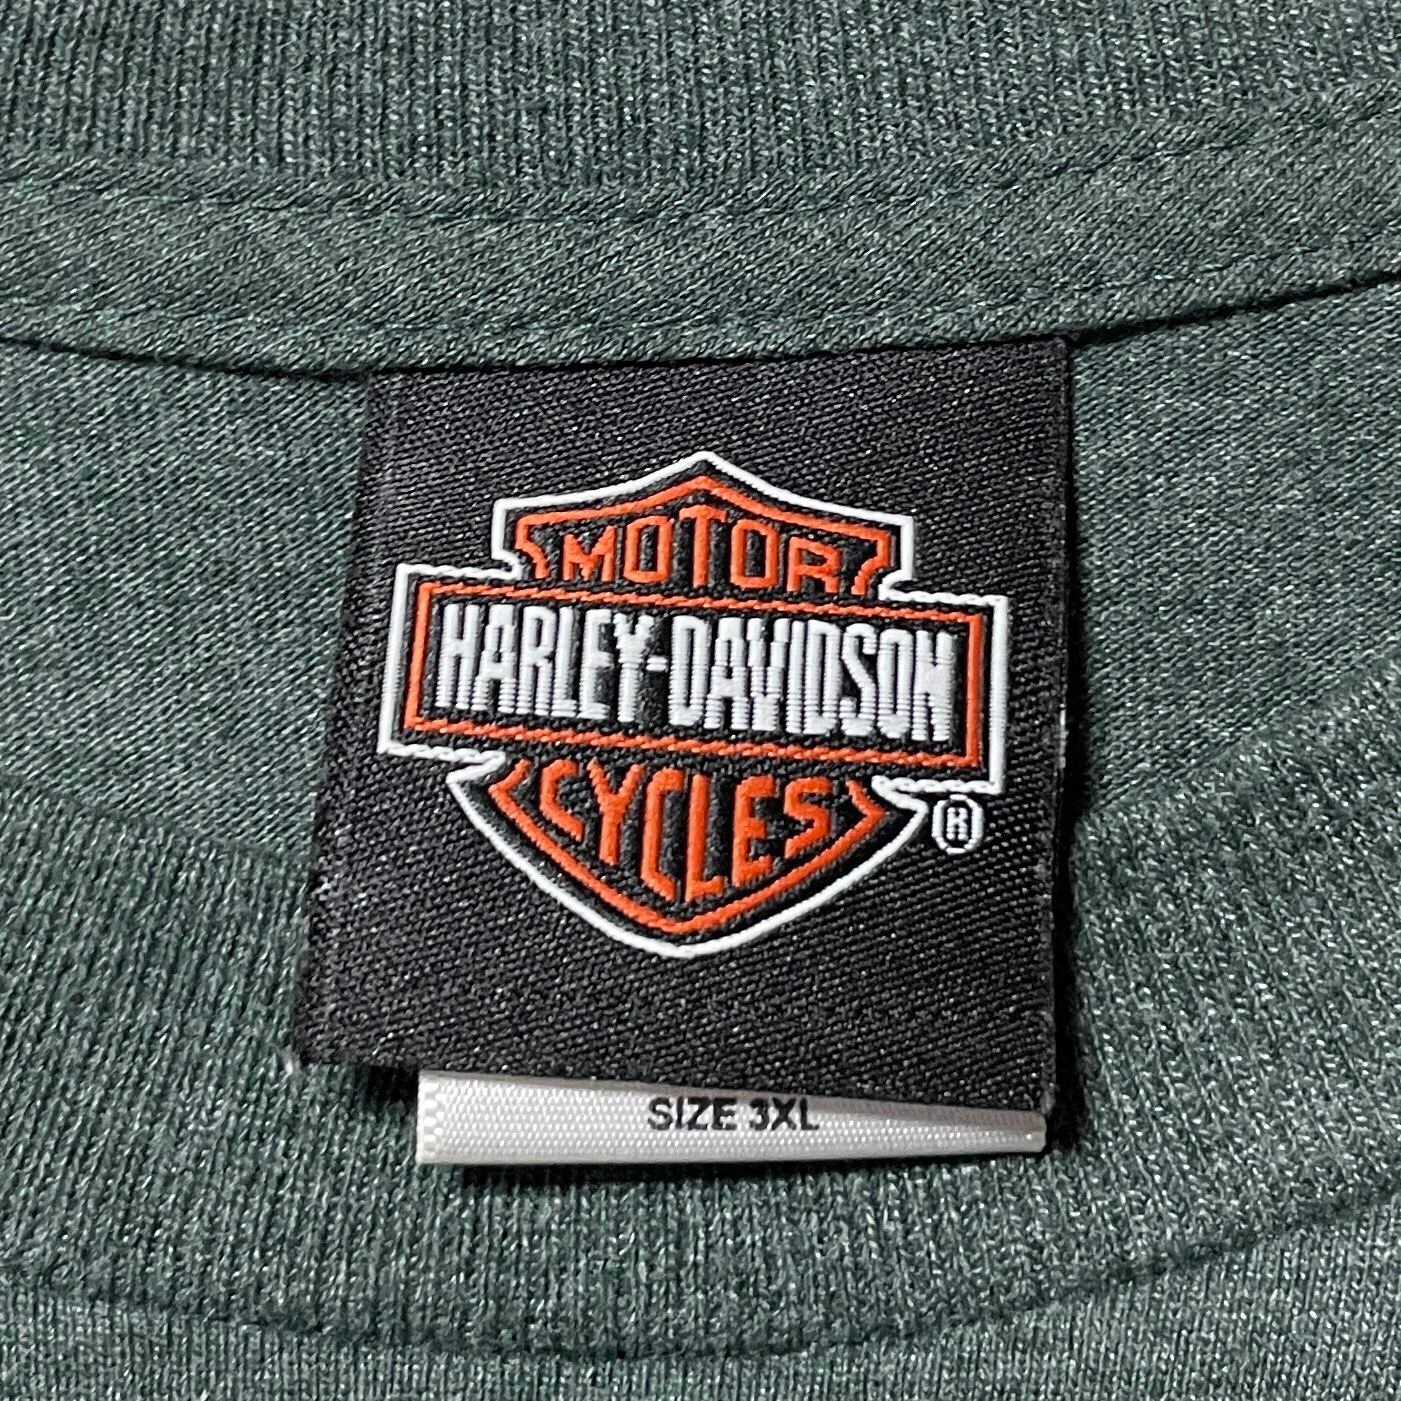 MOTOR
HARLEY-DAVIDSON
CYCLES
®
SIZE 3XL